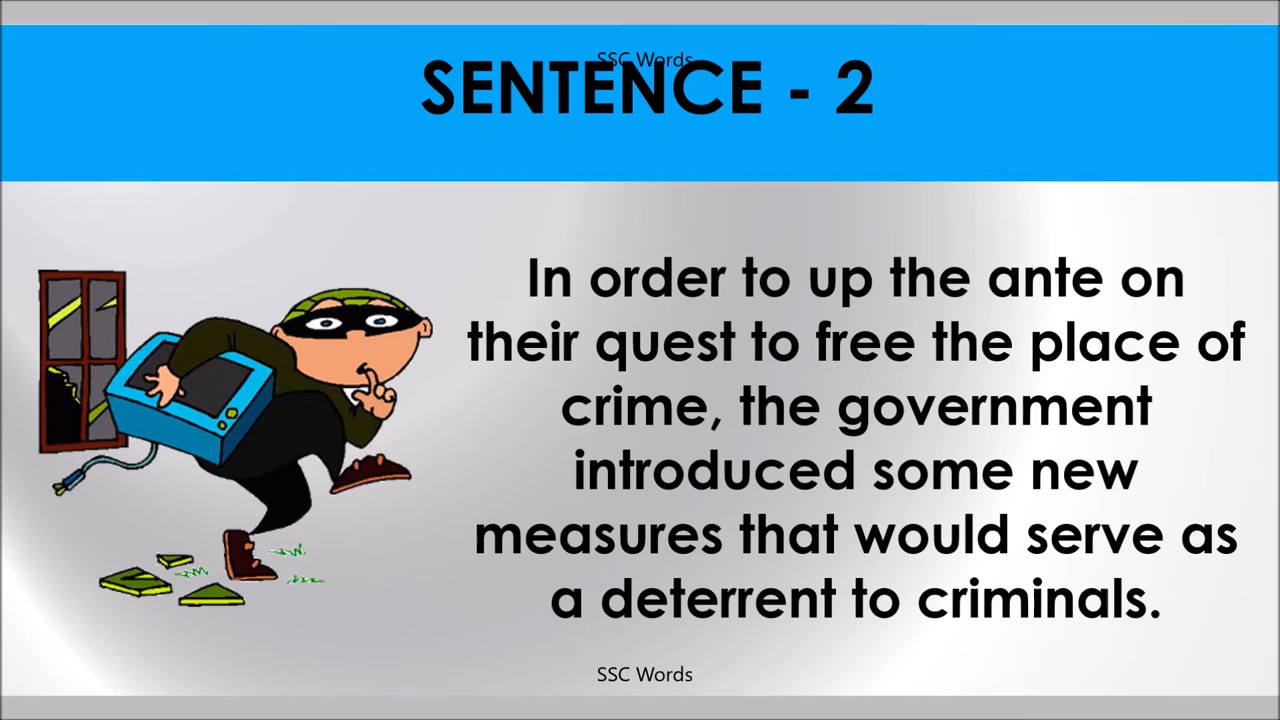 SSC Words
SENTENCE - 2
In order to up the ante on
their quest to free the place of
crime, the government
introduced some new
measures that would serve as
a deterrent to criminals.
SSC Words